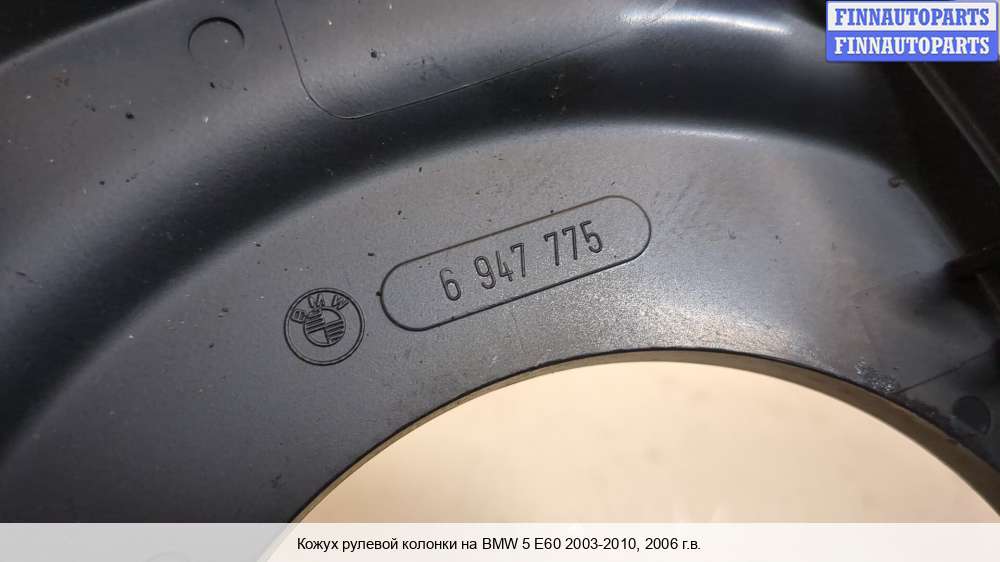 FINNAUTOPARTS
FINNAUTOPARTS
6 947 775
BMW
Кожух рулевой колонки на BMW 5 E60 2003-2010, 2006 г.в.